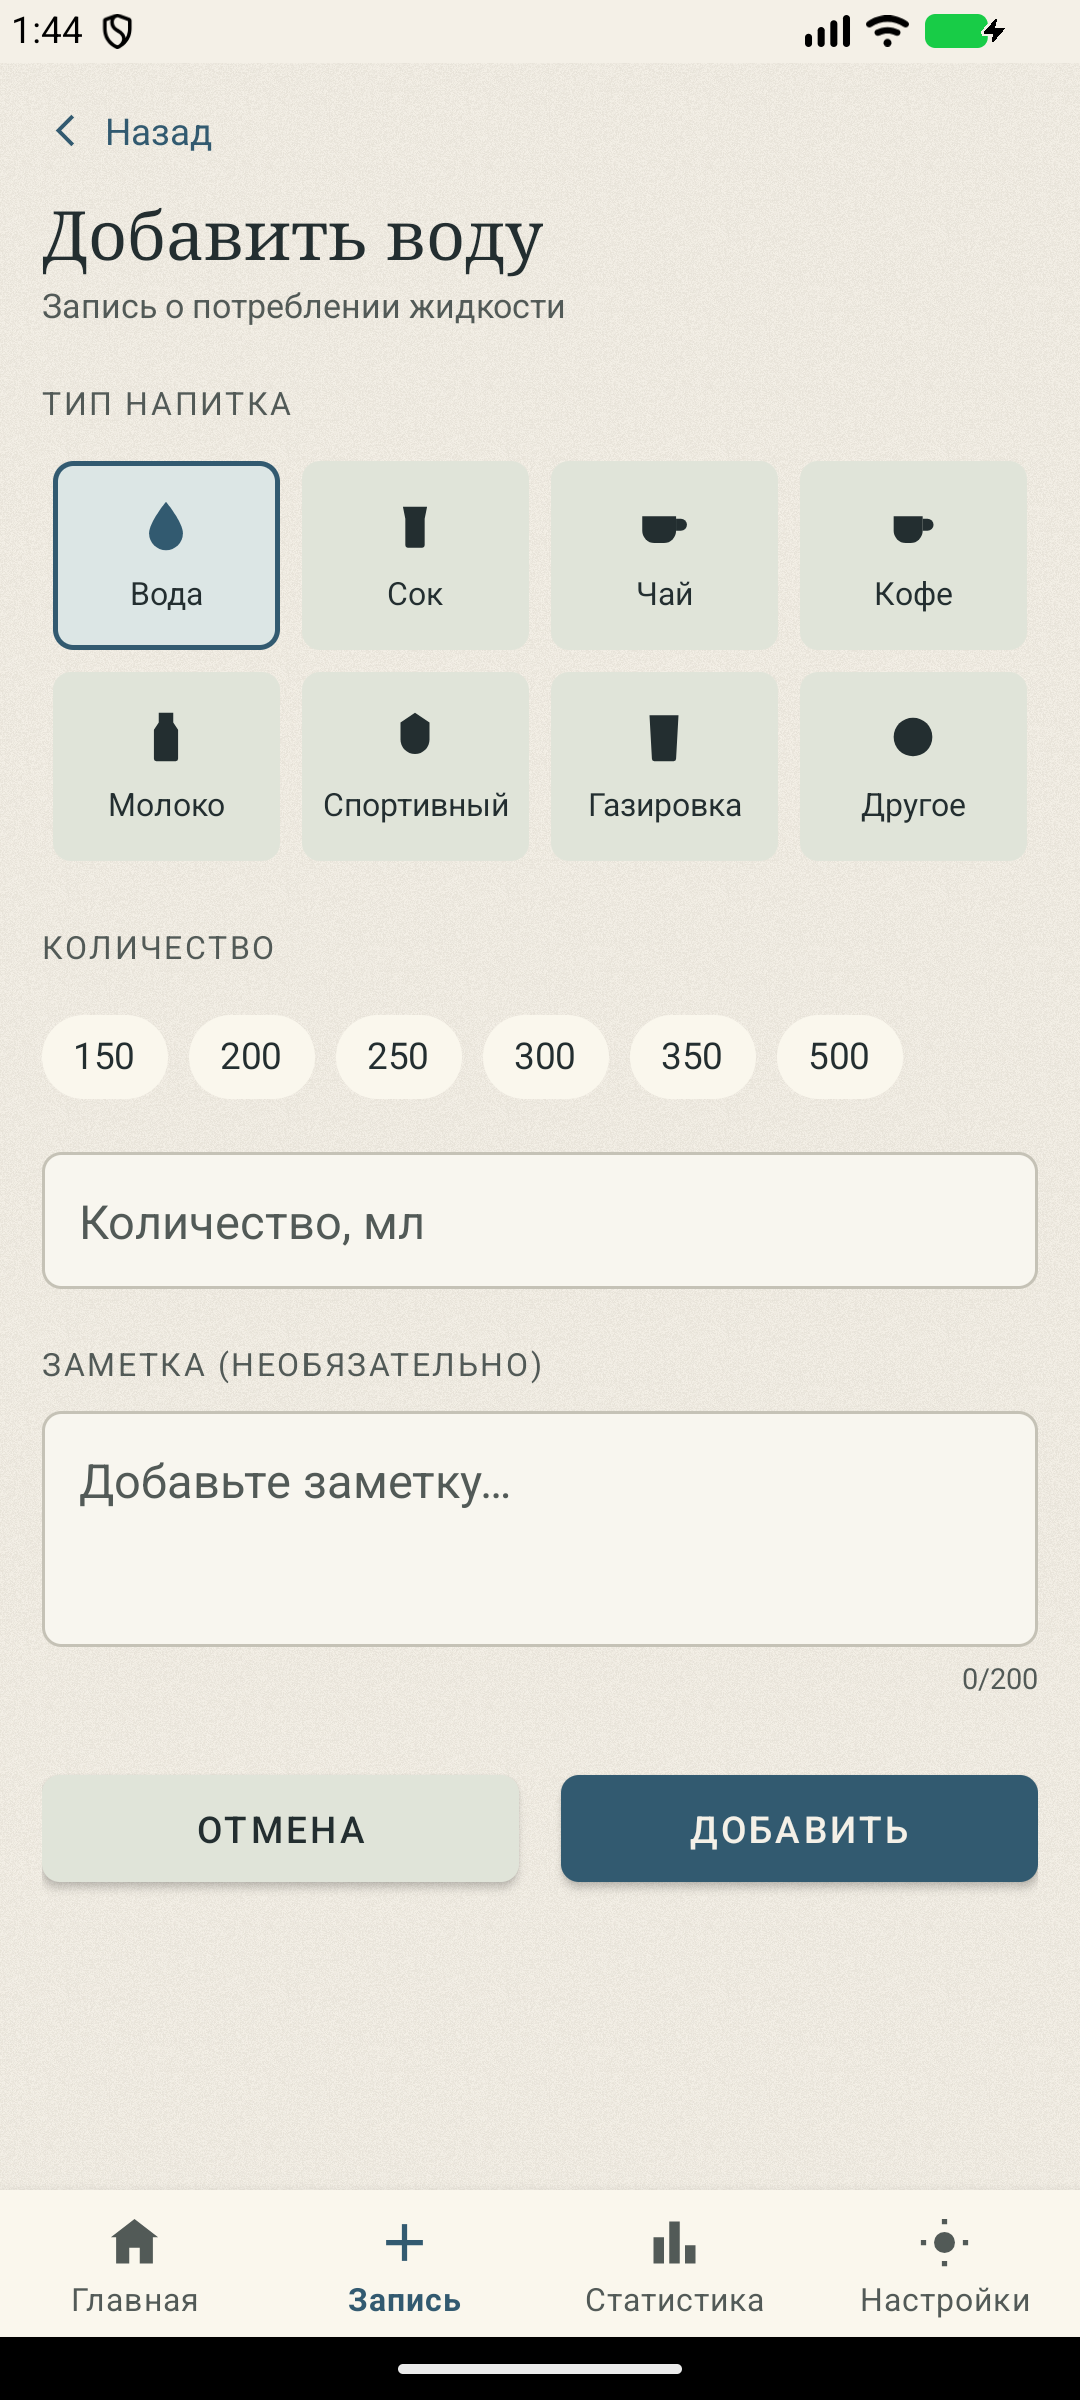 1:44
Назад
Добавить воду
Запись о потреблении жидкости
ТИП НАПИТКА
Вода Сок Чай Кофе
Молоко Спортивный Газировка Другое
КОЛИЧЕСТВО
150 200 250 300 350 500
Количество, мл
ЗАМЕТКА (НЕОБЯЗАТЕЛЬНО)
Добавьте заметку...
0/200
ОТМЕНА ДОБАВИТЬ
Главная Запись Статистика Настройки